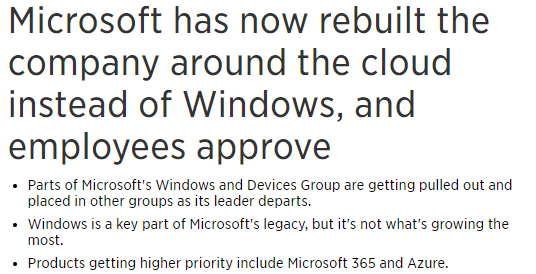 Microsoft has now rebuilt the
company around the cloud
instead of Windows, and
employees approve
• Parts of Microsoft's Windows and Devices Group are getting pulled out and
placed in other groups as its leader departs.
• Windows is a key part of Microsoft's legacy, but it's not what's growing the
most.
• Products getting higher priority include Microsoft 365 and Azure.